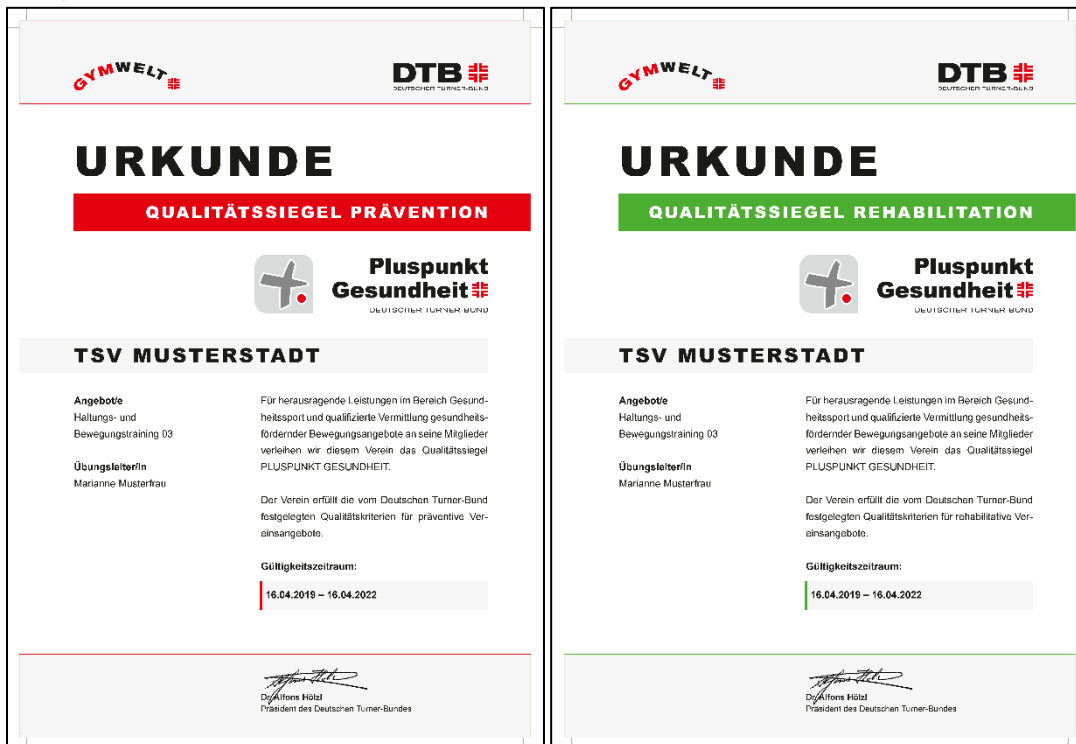 GYMWELT
DTB
DEUTSCHER TURNER-BUND
URKUNDE
QUALITÄTSSIEGEL PRÄVENTION
Pluspunkt
Gesundheit
DEUTSCHER TURNER-BUND
TSV MUSTERSTADT
Angebot/e
Haltungs- und
Bewegungstraining 03
Übungsleiter/in
Marianne Musterfrau
Für herausragende Leistungen im Bereich Gesund-
heitssport und qualifizierte Vermittlung gesundheits-
fördernder Bewegungsangebote an seine Mitglieder
verleihen wir diesem Verein das Qualitätssiegel
PLUSPUNKT GESUNDHEIT.
Der Verein erfüllt die vom Deutschen Turner-Bund
festgelegten Qualitätskriterien für präventive Ver-
einsangebote.
Gültigkeitszeitraum:
16.04.2019 – 16.04.2022
Dr. Alfons Hölzl
Präsident des Deutschen Turner-Bundes
GYMWELT
DTB
DEUTSCHER TURNER-BUND
URKUNDE
QUALITÄTSSIEGEL REHABILITATION
Pluspunkt
Gesundheit
DEUTSCHER TURNER-BUND
TSV MUSTERSTADT
Angebot/e
Haltungs- und
Bewegungstraining 03
Übungsleiter/in
Marianne Musterfrau
Für herausragende Leistungen im Bereich Gesund-
heitssport und qualifizierte Vermittlung gesundheits-
fördernder Bewegungsangebote an seine Mitglieder
verleihen wir diesem Verein das Qualitätssiegel
PLUSPUNKT GESUNDHEIT.
Der Verein erfüllt die vom Deutschen Turner-Bund
festgelegten Qualitätskriterien für rehabilitative Ver-
einsangebote.
Gültigkeitszeitraum:
16.04.2019 – 16.04.2022
Dr. Alfons Hölzl
Präsident des Deutschen Turner-Bundes